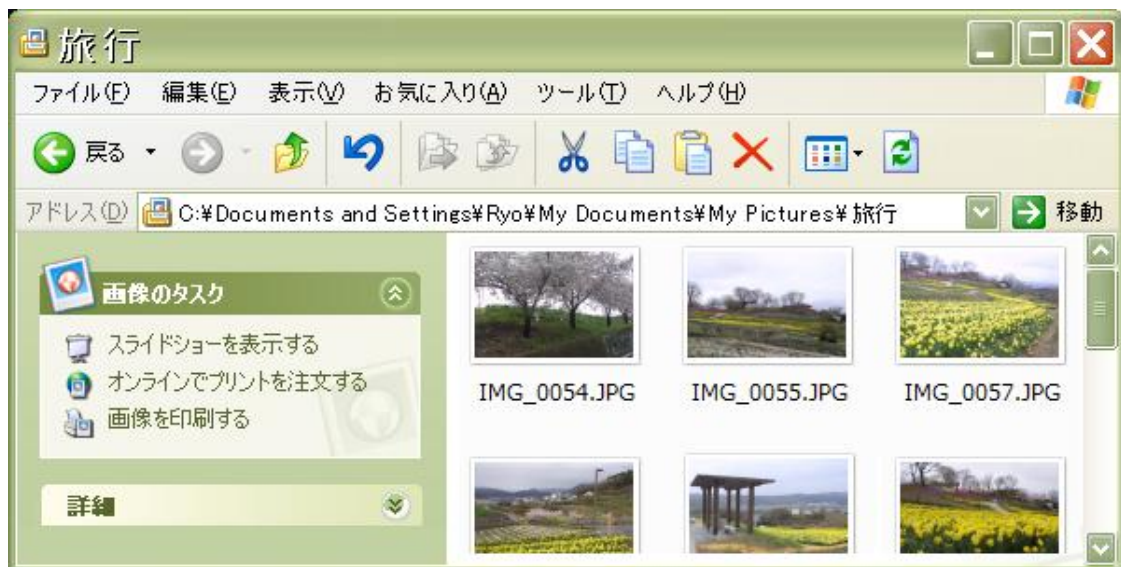 旅行
ファイル(F) 編集(E) 表示(V) お気に入り(A) ツール(T) ヘルプ(H)
戻る
アドレス(D) C:¥Documents and Settings¥Ryo¥My Documents¥My Pictures¥旅行 移動
画像のタスク
スライドショーを表示する
オンラインでプリントを注文する
画像を印刷する
詳細
IMG_0054.JPG IMG_0055.JPG IMG_0057.JPG